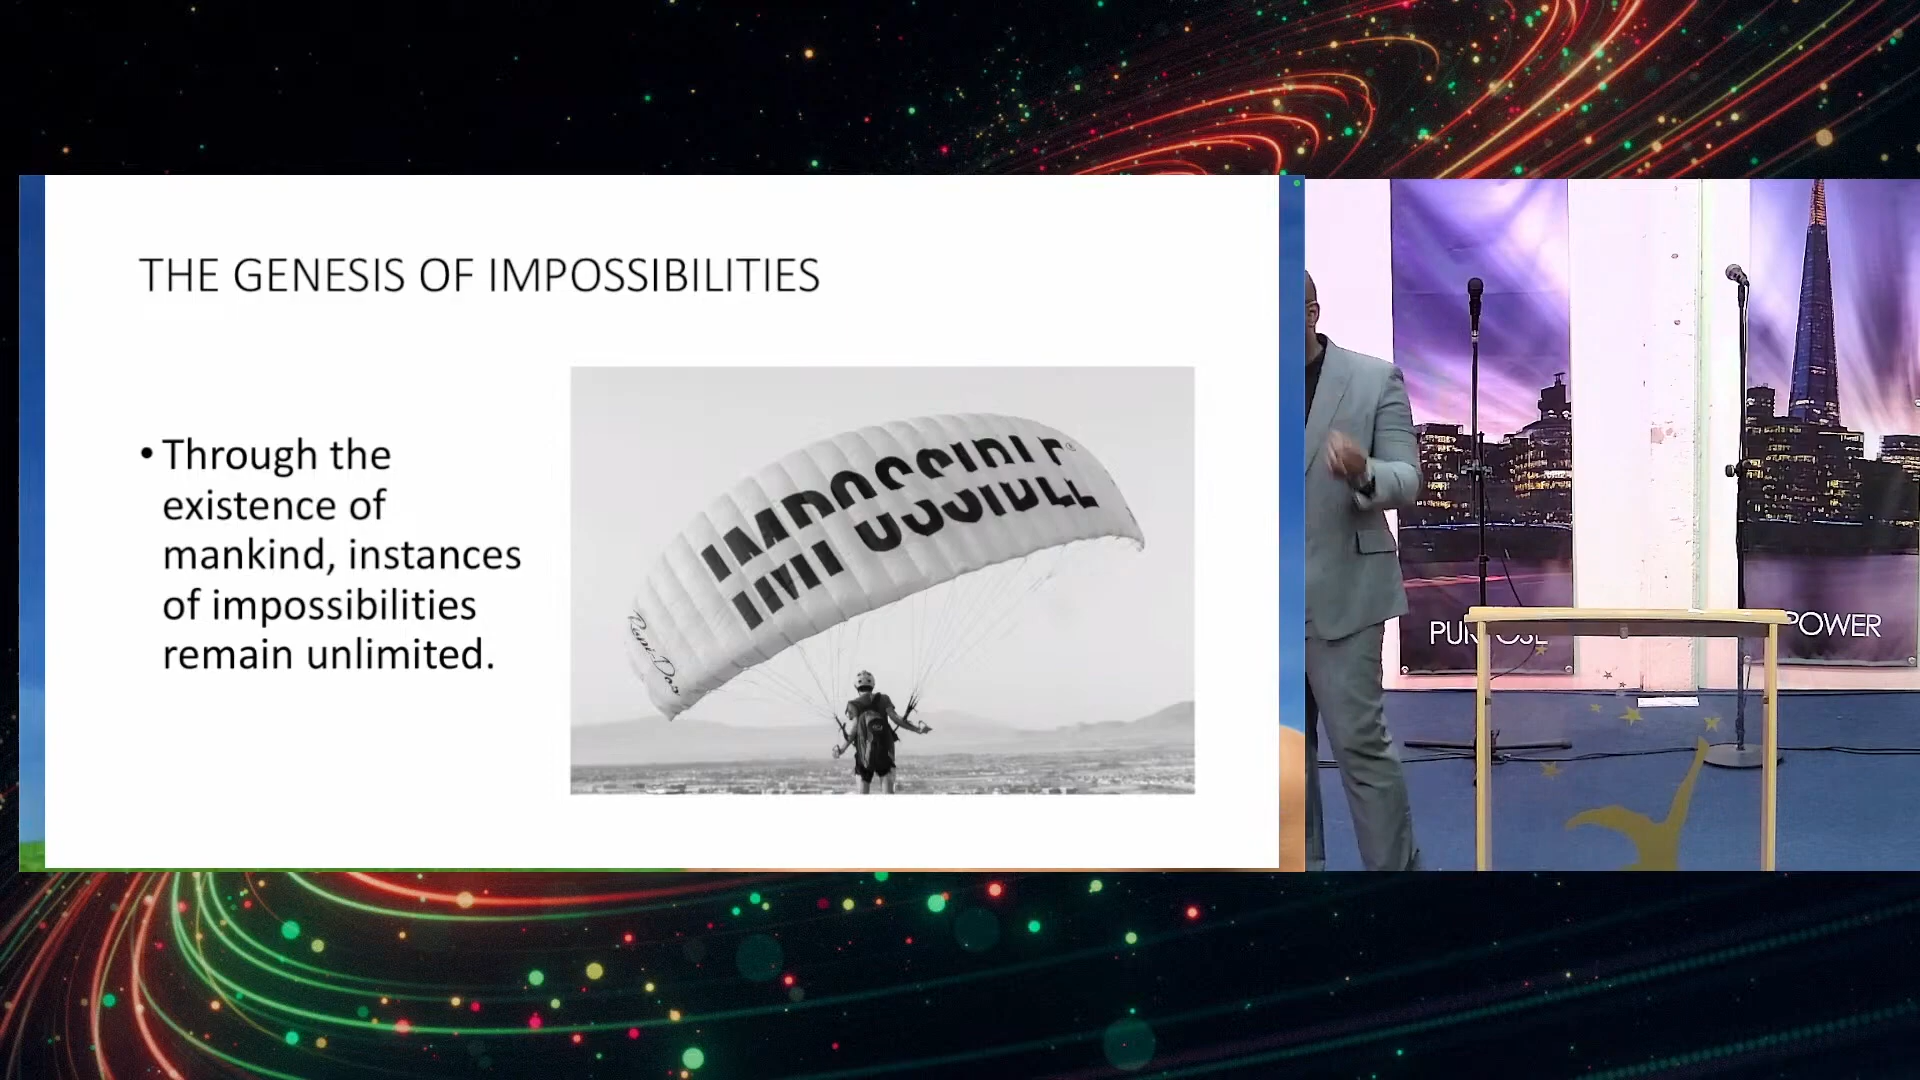 THE GENESIS OF IMPOSSIBILITIES
• Through the
existence of
mankind, instances
of impossibilities
remain unlimited.
IMPOSSIBLE
PURPOSE
POWER